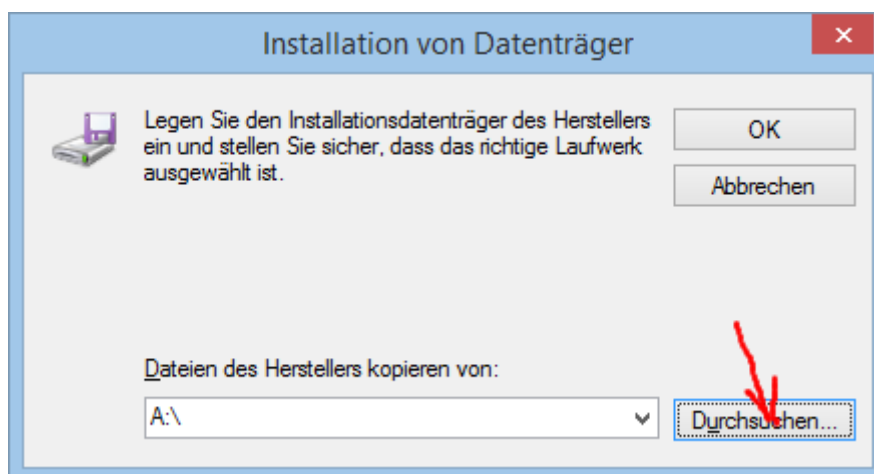 Installation von Datenträger
Legen Sie den Installationsdatenträger des Herstellers
ein und stellen Sie sicher, dass das richtige Laufwerk
ausgewählt ist.
OK
Abbrechen
Dateien des Herstellers kopieren von:
A:\
Durchsuchen...